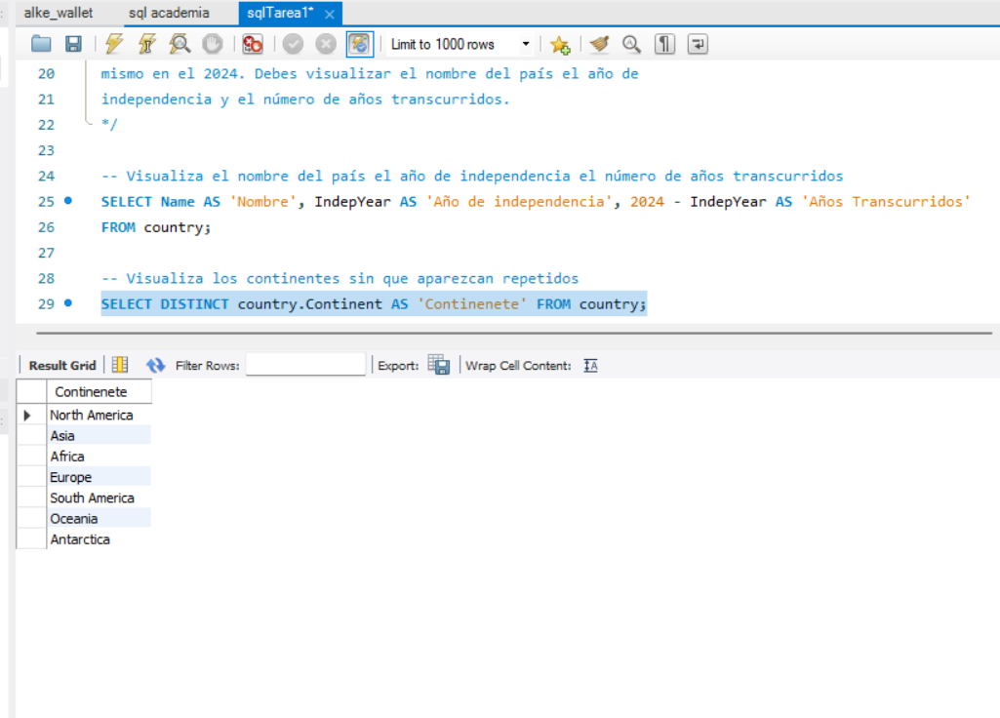 alke_wallet sql academia sqlTarea1*
Limit to 1000 rows
20 mismo en el 2024. Debes visualizar el nombre del país el año de
21 independencia y el número de años transcurridos.
22 */
23
24 -- Visualiza el nombre del país el año de independencia el número de años transcurridos
25 SELECT Name AS 'Nombre', IndepYear AS 'Año de independencia', 2024 - IndepYear AS 'Años Transcurridos'
26 FROM country;
27
28 -- Visualiza los continentes sin que aparezcan repetidos
29 SELECT DISTINCT country.Continent AS 'Continenete' FROM country;
Result Grid Filter Rows: Export: Wrap Cell Content: IA
Continenete
North America
Asia
Africa
Europe
South America
Oceania
Antarctica